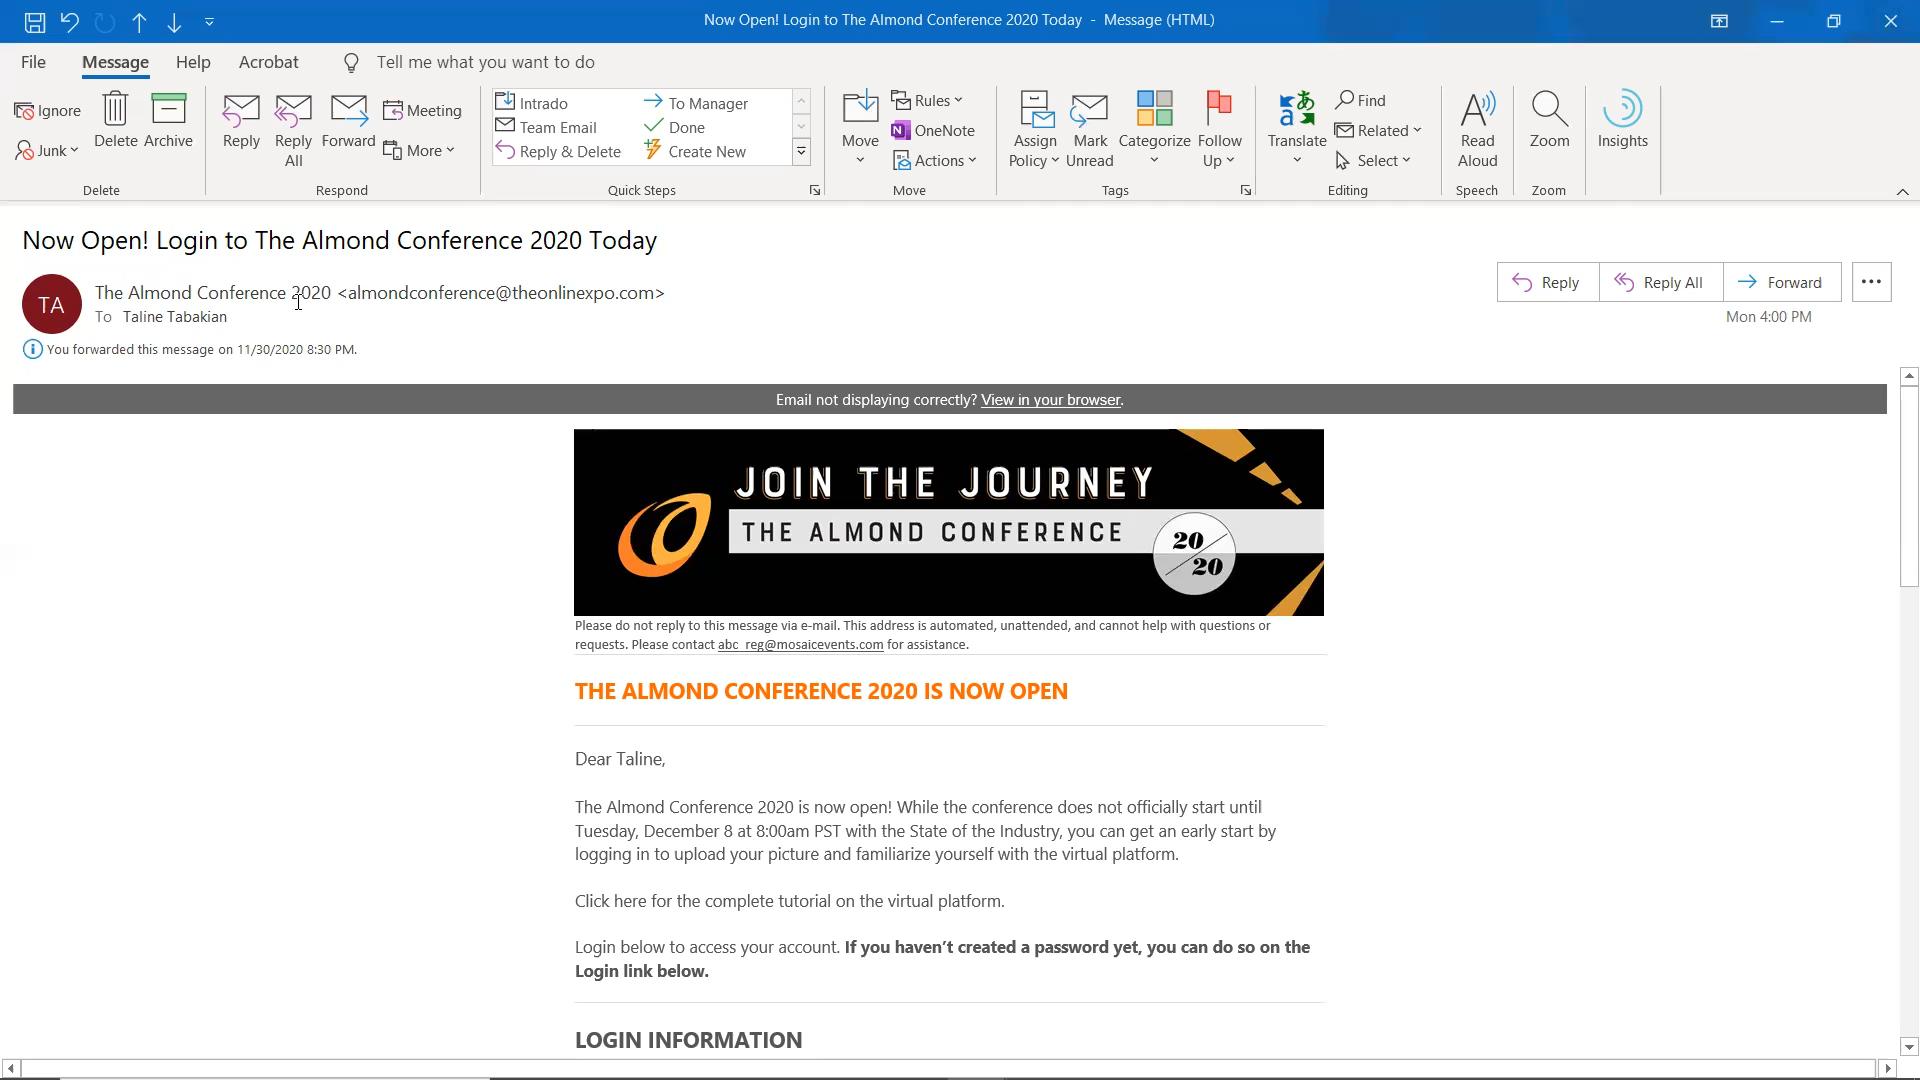 Now Open! Login to The Almond Conference 2020 Today - Message (HTML)
File Message Help Acrobat Tell me what you want to do
Ignore
Junk
Delete
Archive
Delete
Reply
Reply All
Forward
Meeting
More
Respond
Intrado
Team Email
Reply & Delete
To Manager
Done
Create New
Quick Steps
Move
Rules
OneNote
Actions
Move
Assign Policy
Mark Unread
Categorize
Follow Up
Tags
Translate
Find
Related
Select
Editing
Read Aloud
Speech
Zoom
Zoom
Insights
Now Open! Login to The Almond Conference 2020 Today
TA
The Almond Conference 2020 <almondconference@theonlinexpo.com>
To Taline Tabakian
You forwarded this message on 11/30/2020 8:30 PM.
Reply
Reply All
Forward
Mon 4:00 PM
Email not displaying correctly? View in your browser.
JOIN THE JOURNEY
THE ALMOND CONFERENCE
20
20
Please do not reply to this message via e-mail. This address is automated, unattended, and cannot help with questions or
requests. Please contact abc_reg@mosaicevents.com for assistance.
THE ALMOND CONFERENCE 2020 IS NOW OPEN
Dear Taline,
The Almond Conference 2020 is now open! While the conference does not officially start until
Tuesday, December 8 at 8:00am PST with the State of the Industry, you can get an early start by
logging in to upload your picture and familiarize yourself with the virtual platform.
Click here for the complete tutorial on the virtual platform.
Login below to access your account. If you haven’t created a password yet, you can do so on the
Login link below.
LOGIN INFORMATION